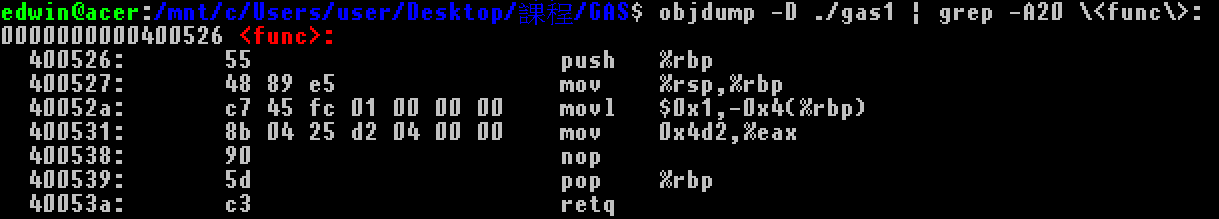 edwin@acer:/mnt/c/Users/user/Desktop/課程/GAS$ objdump -D ./gas1 | grep -A20 \<func\>:
0000000000400526 <func>:
  400526:       55                      push   %rbp
  400527:       48 89 e5                mov    %rsp,%rbp
  40052a:       c7 45 fc 01 00 00 00    movl   $0x1,-0x4(%rbp)
  400531:       8b 04 25 d2 04 00 00    mov    0x4d2,%eax
  400538:       90                      nop
  400539:       5d                      pop    %rbp
  40053a:       c3                      retq